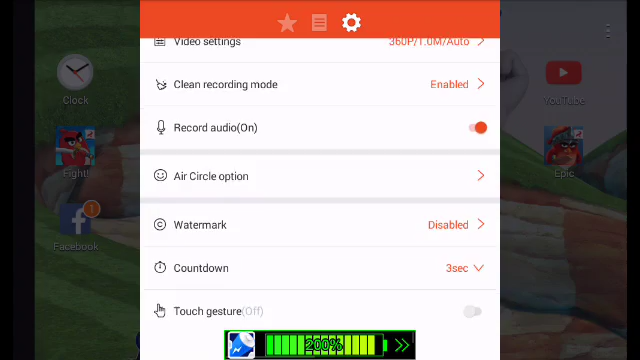 Video settings 360P/1.0M/Auto
Clean recording mode Enabled
Clock
Record audio(On)
YouTube
Fight!
Air Circle option
Epic
1
Watermark Disabled
Facebook
Countdown 3sec
Touch gesture(Off)
200%